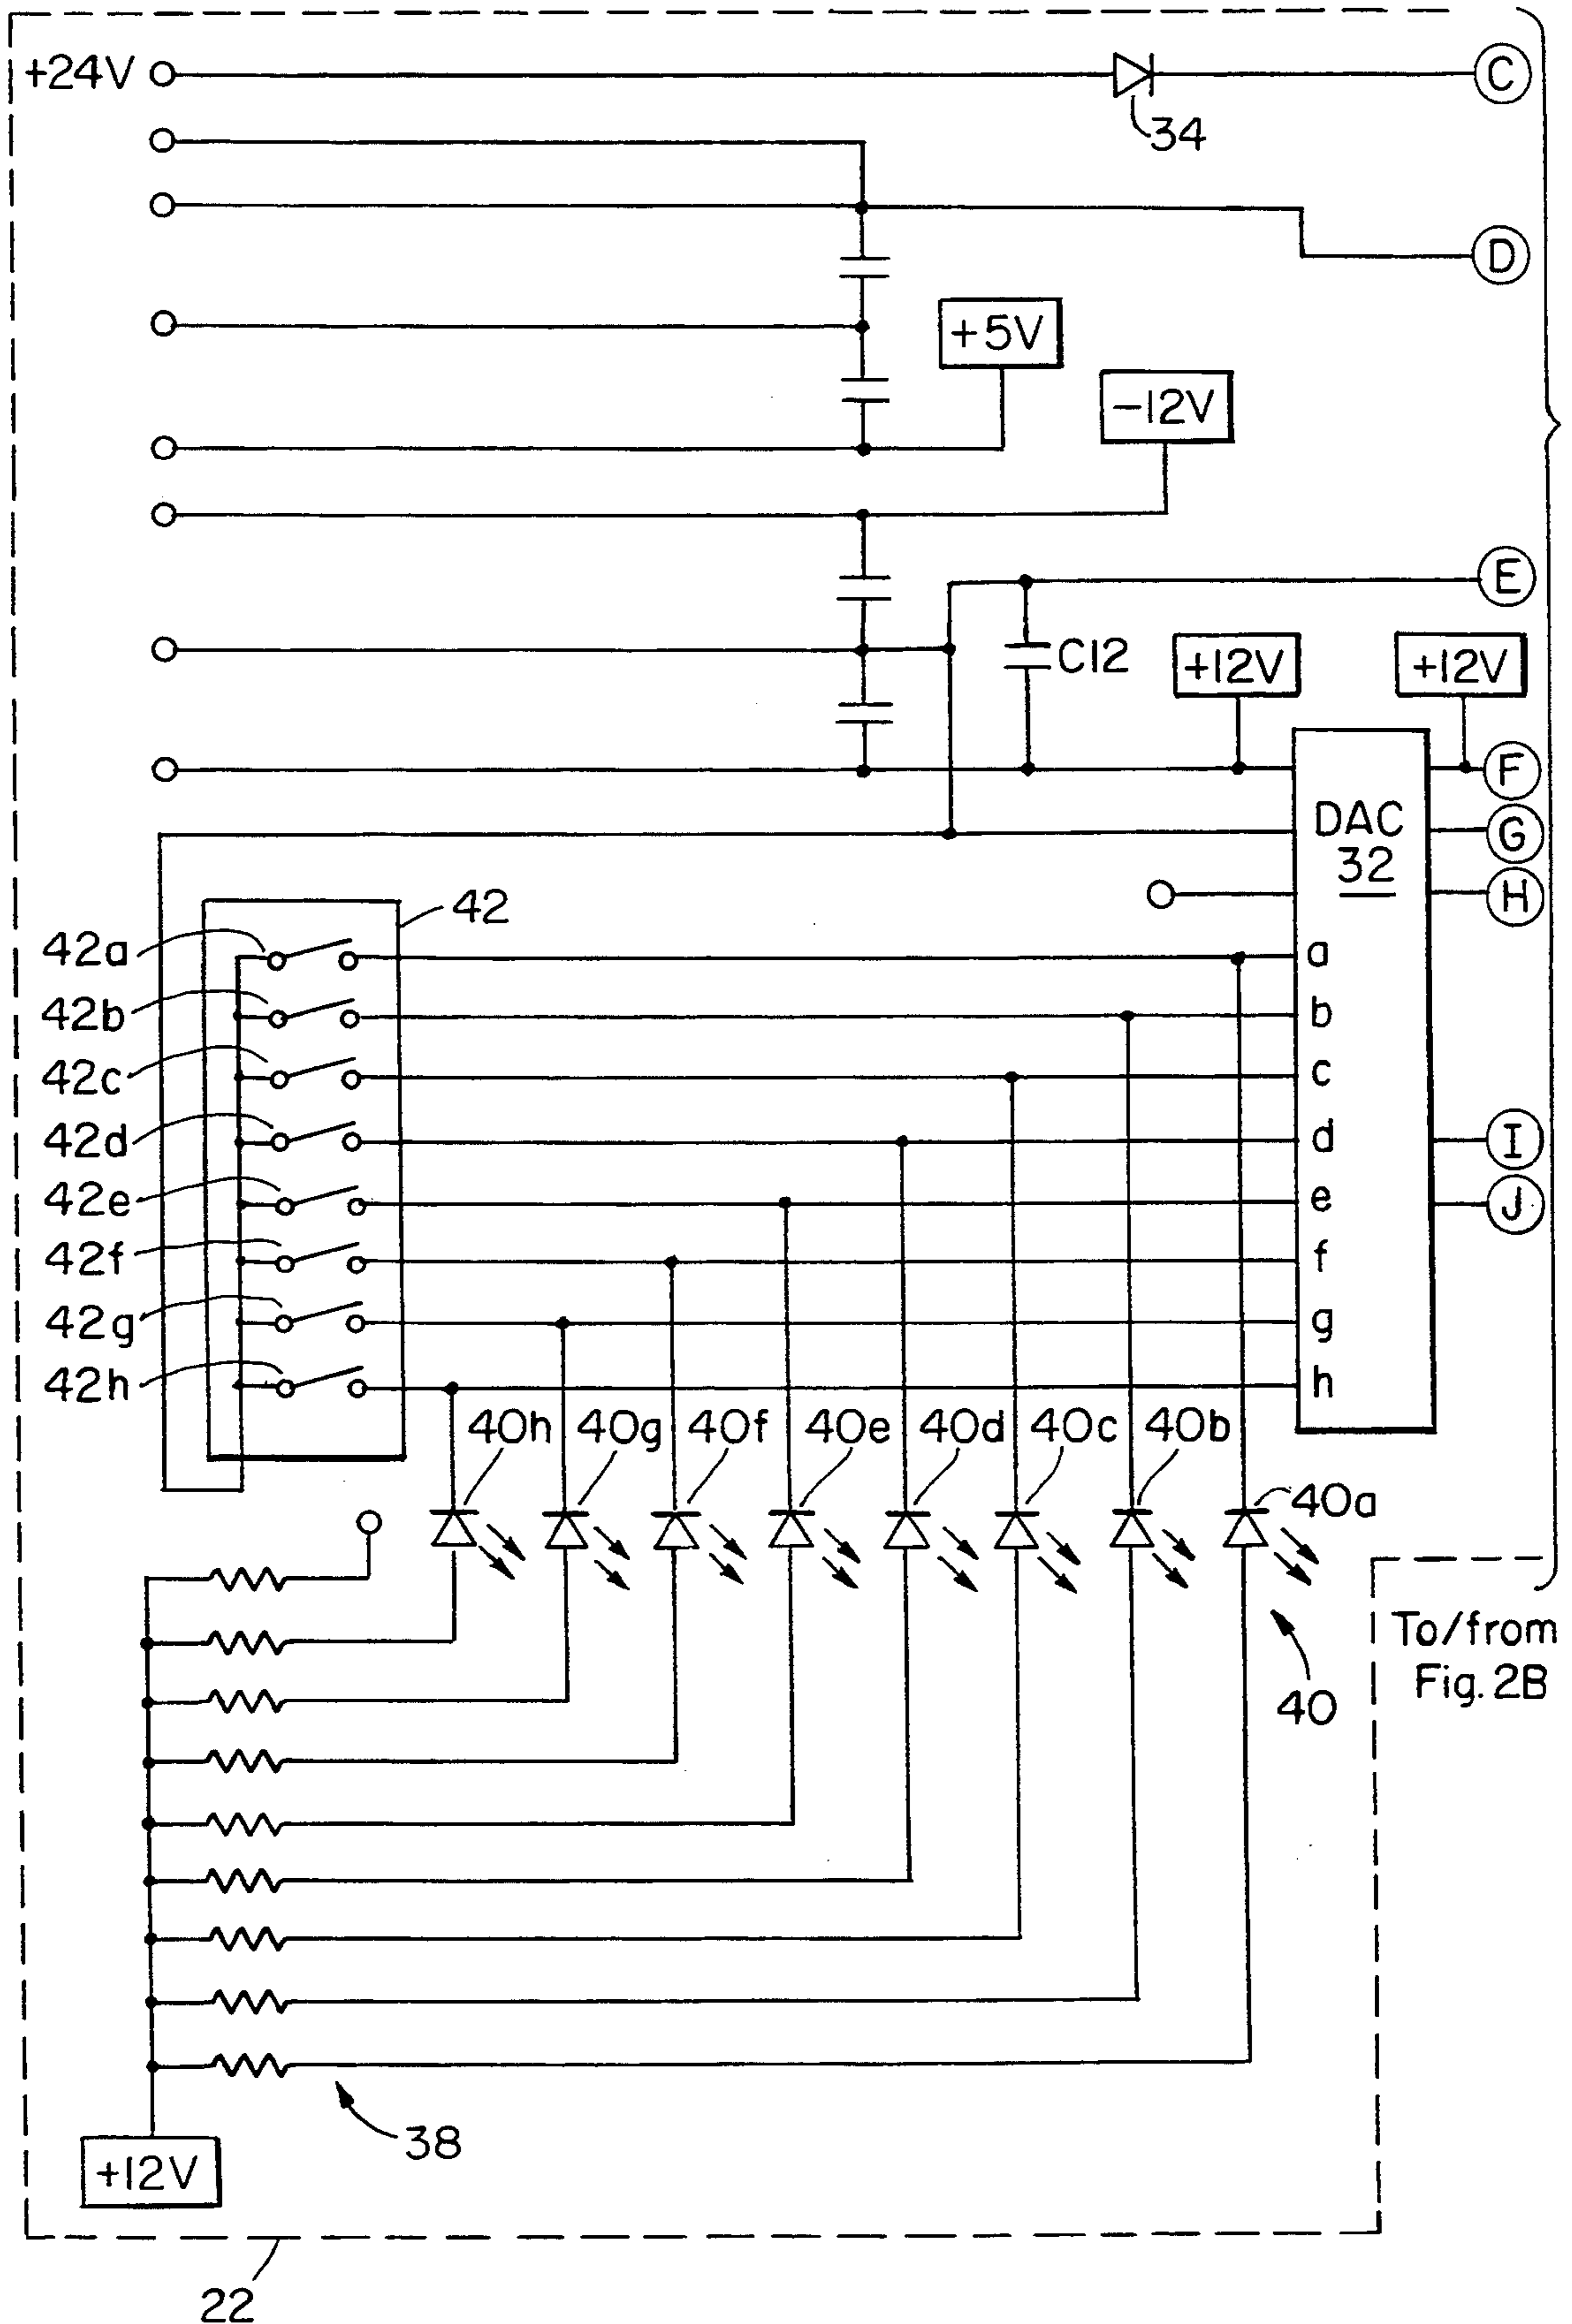 +24V
C
34
D
+5V
-12V
E
C12
+12V
+12V
F
DAC
G
32
H
42
42a
a
42b
b
42c
c
42d
d
I
42e
e
J
42f
f
42g
g
42h
h
40h
40g
40f
40e
40d
40c
40b
40a
To/from
Fig. 2B
40
38
+12V
22